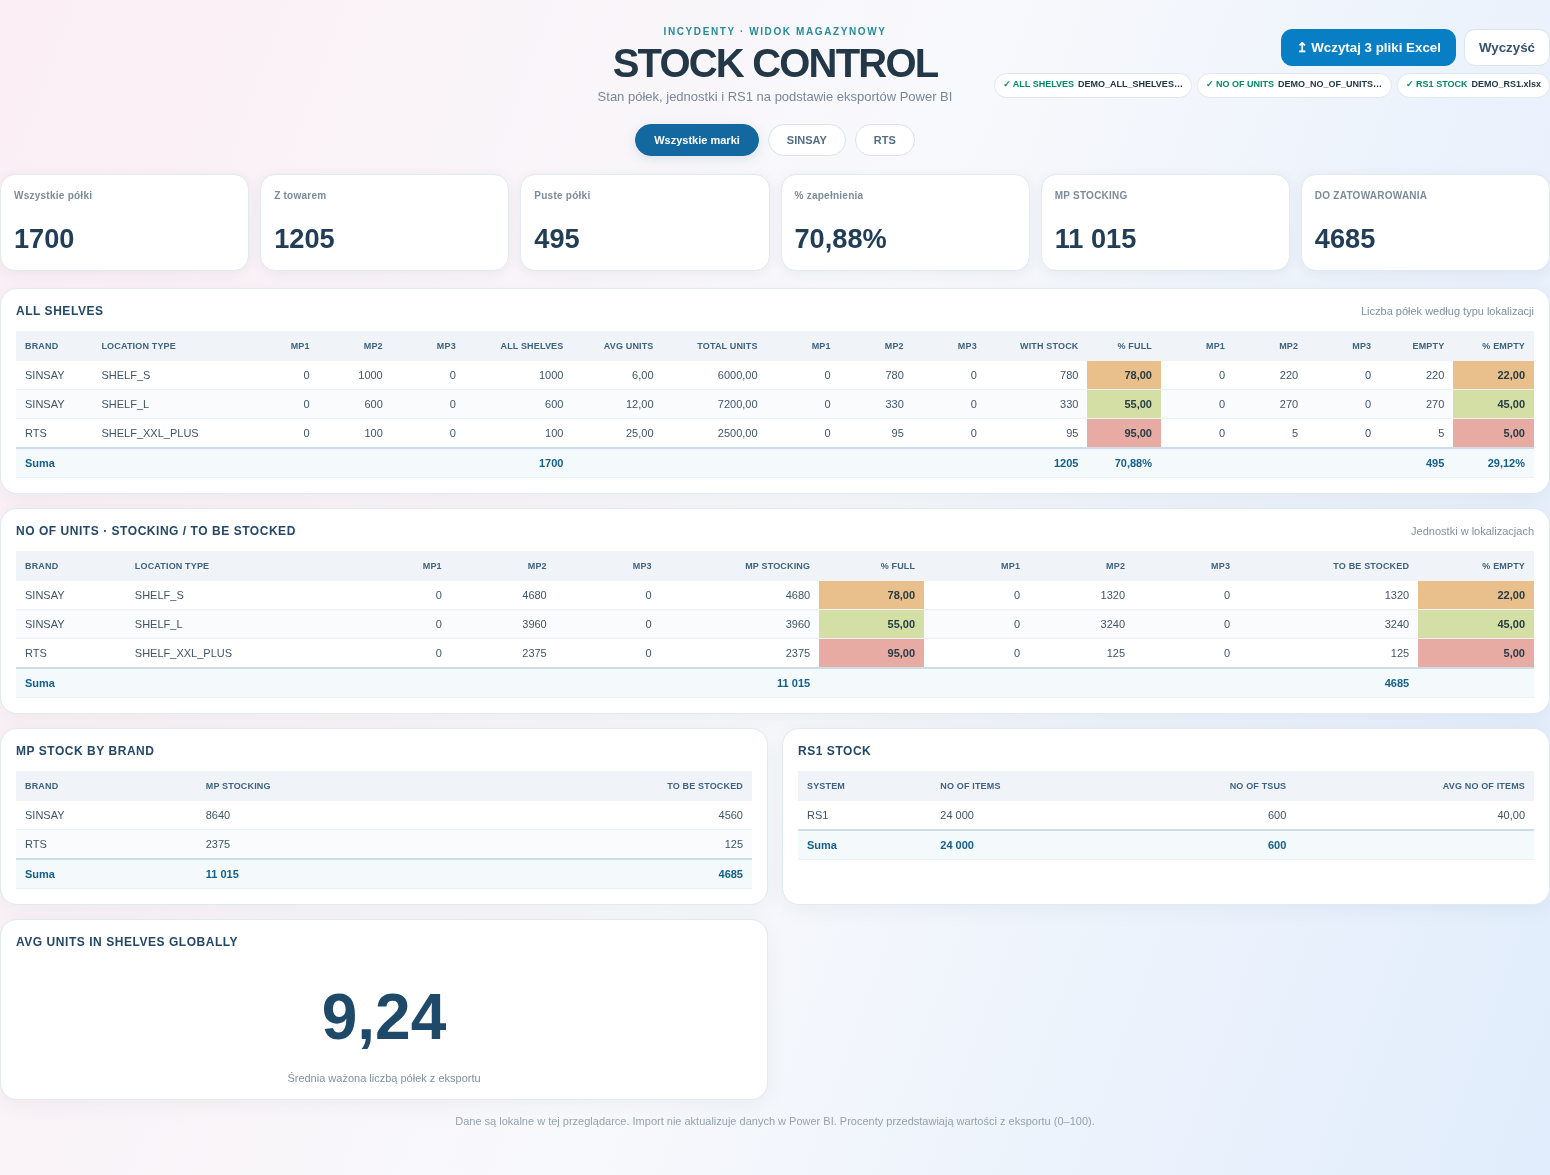 INCYDENTY · WIDOK MAGAZYNOWY
STOCK CONTROL
Stan półek, jednostki i RS1 na podstawie eksportów Power BI
↥ Wczytaj 3 pliki Excel Wyczyść
✓ ALL SHELVES DEMO_ALL_SHELVES… ✓ NO OF UNITS DEMO_NO_OF_UNITS… ✓ RS1 STOCK DEMO_RS1.xlsx
Wszystkie marki SINSAY RTS
Wszystkie półki Z towarem Puste półki % zapełnienia MP STOCKING DO ZATOWAROWANIA
1700 1205 495 70,88% 11 015 4685
ALL SHELVES Liczba półek według typu lokalizacji
BRAND LOCATION TYPE MP1 MP2 MP3 ALL SHELVES AVG UNITS TOTAL UNITS MP1 MP2 MP3 WITH STOCK % FULL MP1 MP2 MP3 EMPTY % EMPTY
SINSAY SHELF_S 0 1000 0 1000 6,00 6000,00 0 780 0 780 78,00 0 220 0 220 22,00
SINSAY SHELF_L 0 600 0 600 12,00 7200,00 0 330 0 330 55,00 0 270 0 270 45,00
RTS SHELF_XXL_PLUS 0 100 0 100 25,00 2500,00 0 95 0 95 95,00 0 5 0 5 5,00
Suma 1700 1205 70,88% 495 29,12%
NO OF UNITS · STOCKING / TO BE STOCKED Jednostki w lokalizacjach
BRAND LOCATION TYPE MP1 MP2 MP3 MP STOCKING % FULL MP1 MP2 MP3 TO BE STOCKED % EMPTY
SINSAY SHELF_S 0 4680 0 4680 78,00 0 1320 0 1320 22,00
SINSAY SHELF_L 0 3960 0 3960 55,00 0 3240 0 3240 45,00
RTS SHELF_XXL_PLUS 0 2375 0 2375 95,00 0 125 0 125 5,00
Suma 11 015 4685
MP STOCK BY BRAND
BRAND MP STOCKING TO BE STOCKED
SINSAY 8640 4560
RTS 2375 125
Suma 11 015 4685
RS1 STOCK
SYSTEM NO OF ITEMS NO OF TSUS AVG NO OF ITEMS
RS1 24 000 600 40,00
Suma 24 000 600
AVG UNITS IN SHELVES GLOBALLY
9,24
Średnia ważona liczbą półek z eksportu
Dane są lokalne w tej przeglądarce. Import nie aktualizuje danych w Power BI. Procenty przedstawiają wartości z eksportu (0–100).